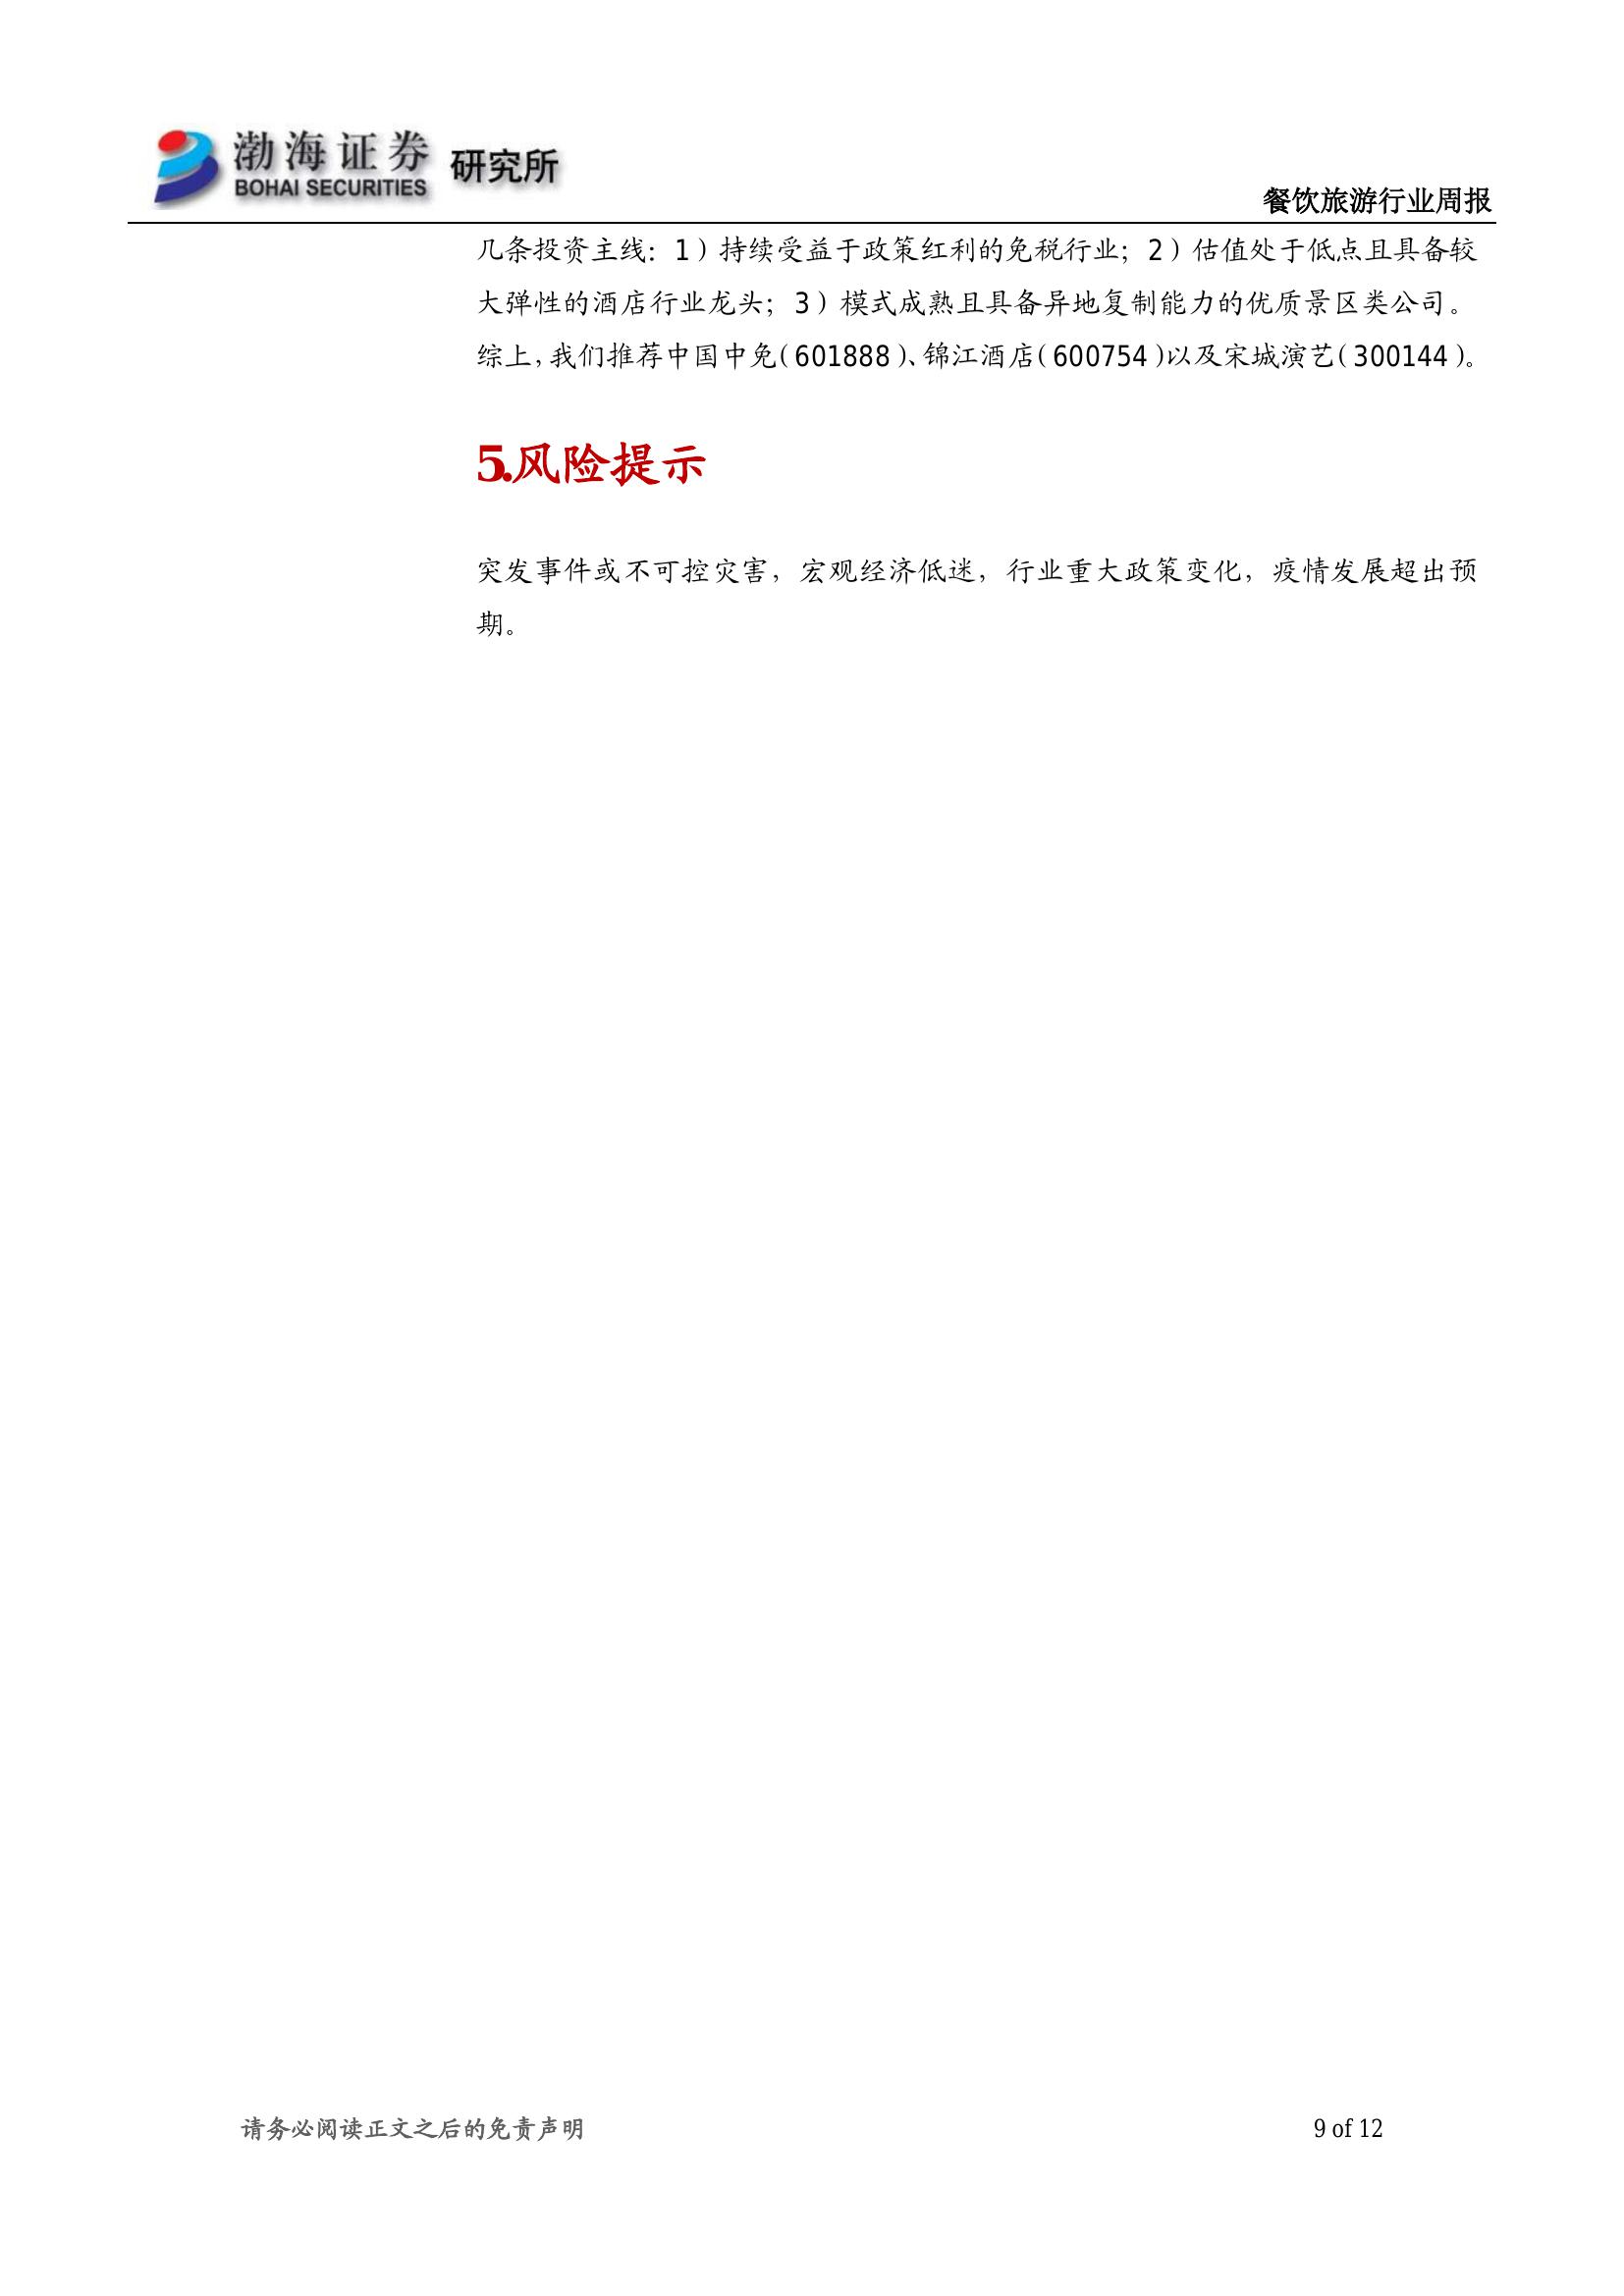 渤海证券
BOHAI SECURITIES
研究所
餐饮旅游行业周报
几条投资主线：1）持续受益于政策红利的免税行业；2）估值处于低点且具备较
大弹性的酒店行业龙头；3）模式成熟且具备异地复制能力的优质景区类公司。
综上，我们推荐中国中免（601888）、锦江酒店（600754）以及宋城演艺（300144）。
5.风险提示
突发事件或不可控灾害，宏观经济低迷，行业重大政策变化，疫情发展超出预
期。
请务必阅读正文之后的免责声明
9 of 12